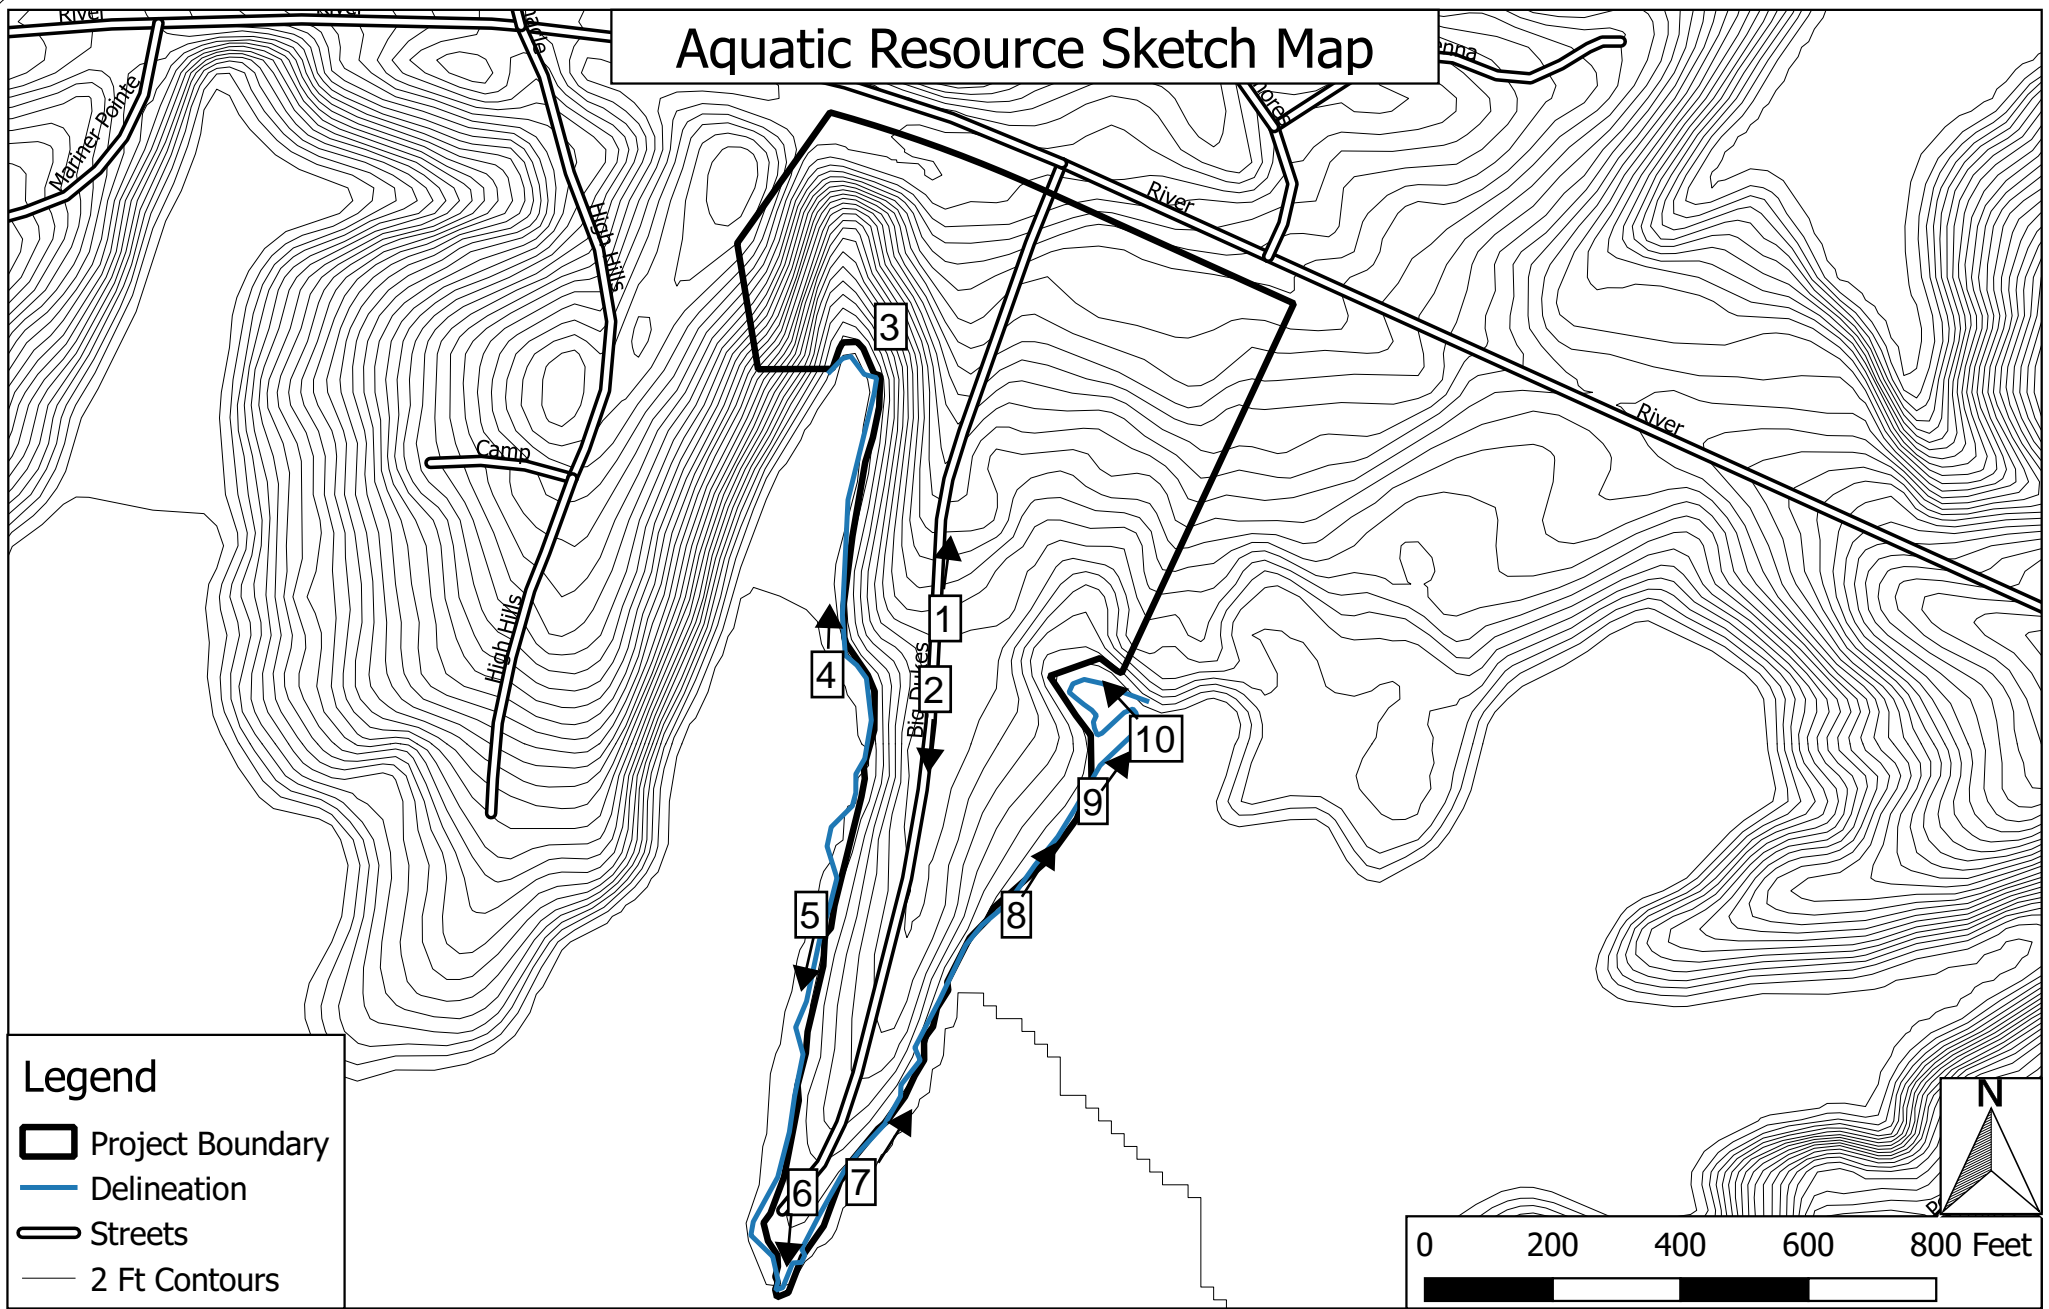 Aquatic Resource Sketch Map
River
River
Mariner Pointe
High Hills
River
3
Camp
River
High Hills
1
4
Big Dukes
2
10
9
5
8
7
6
Legend
Project Boundary
Delineation
Streets
2 Ft Contours
N
0 200 400 600 800 Feet